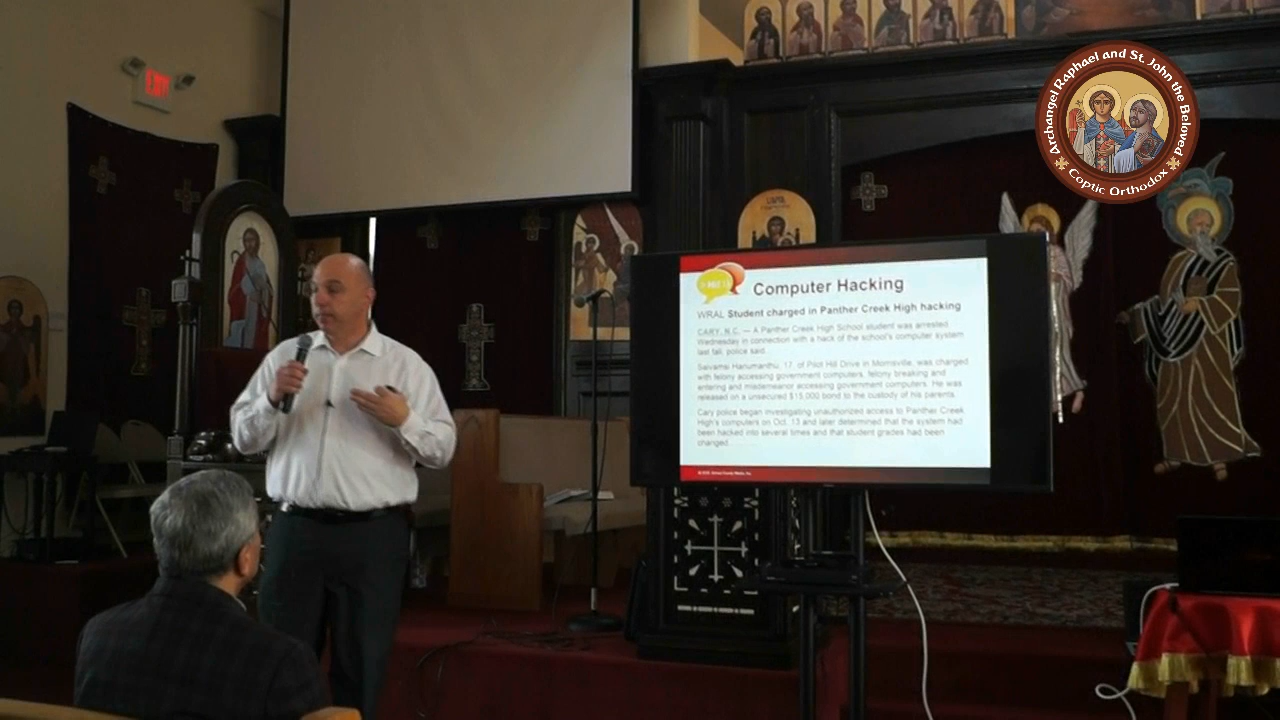 EXIT
Archangel Raphael and St. John the Beloved
Coptic Orthodox
Computer Hacking
WRAL Student charged in Panther Creek High hacking
CARY, N.C. — A Panther Creek High School student was arrested
Wednesday in connection with a hack of the school's computer system
last fall, police said.
Saivamsi Hanumanthu, 17, of Pilot Hill Drive in Morrisville, was charged
with felony accessing government computers, felony breaking and
entering and misdemeanor accessing government computers. He was
released on a unsecured $15,000 bond to the custody of his parents.
Cary police began investigating unauthorized access to Panther Creek
High's computers on Oct. 13 and later determined that the system had
been hacked into several times and that student grades had been
changed.